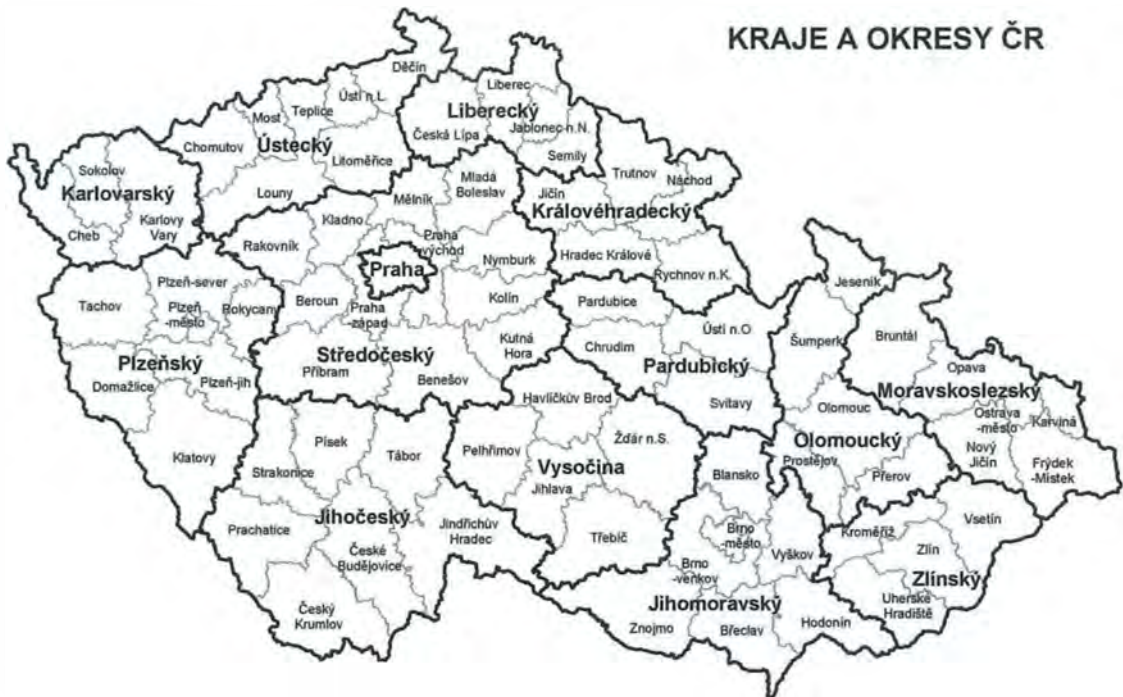 KRAJE A OKRESY ČR
Děčín
Liberec
Ústí n.L.
Teplice
Most
Liberecký
Česká Lípa
Jablonec n.N.
Chomutov
Ústecký
Litoměřice
Semily
Sokolov
Karlovarský
Louny
Mladá
Boleslav
Trutnov
Náchod
Jičín
Mělník
Královéhradecký
Karlovy
Vary
Kladno
Cheb
Rakovník
Praha
-východ
Nymburk
Hradec Králové
Rychnov n.K.
Praha
Plzeň-sever
Jeseník
Tachov
Plzeň
-město
Rokycany
Beroun
Praha
-západ
Kolín
Pardubice
Ústí n.O
Bruntál
Kutná
Hora
Chrudim
Šumperk
Plzeňský
Středočeský
Příbram
Pardubický
Opava
Domažlice
Plzeň-jih
Benešov
Moravskoslezský
Havlíčkův Brod
Svitavy
Olomouc
Ostrava
-město
Karviná
Písek
Žďár n.S.
Olomoucký
Klatovy
Strakonice
Tábor
Pelhřimov
Vysočina
Prostějov
Přerov
Nový
Jičín
Frýdek
-Místek
Jihlava
Blansko
Prachatice
Jihočeský
Jindřichův
Hradec
Třebíč
Brno
-město
Kroměříž
Vsetín
Vyškov
Zlín
České
Budějovice
Brno
-venkov
Zlínský
Jihomoravský
Uherské
Hradiště
Český
Krumlov
Znojmo
Břeclav
Hodonín